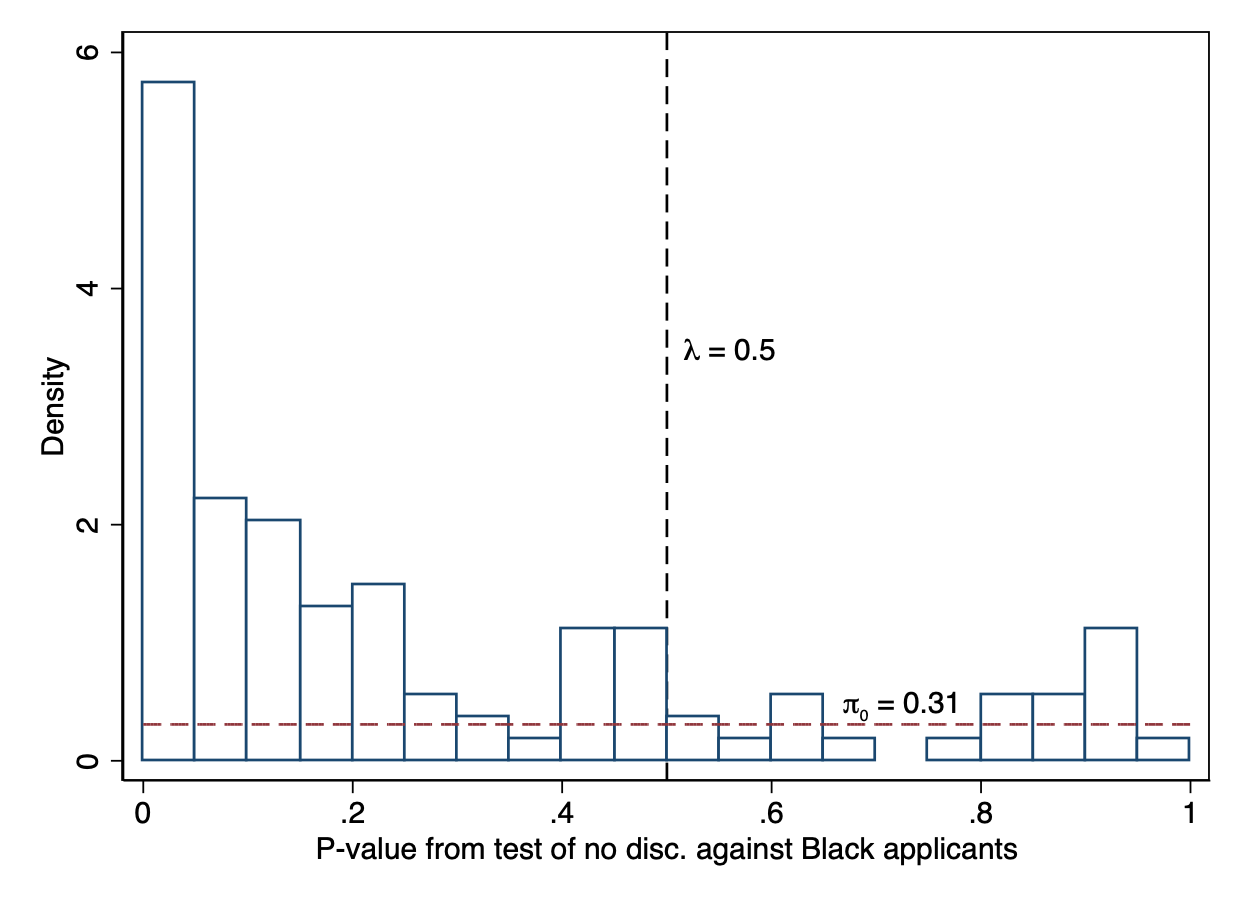 6
4
2
0
Density
λ = 0.5
π₀ = 0.31
0
.2
.4
.6
.8
1
P-value from test of no disc. against Black applicants